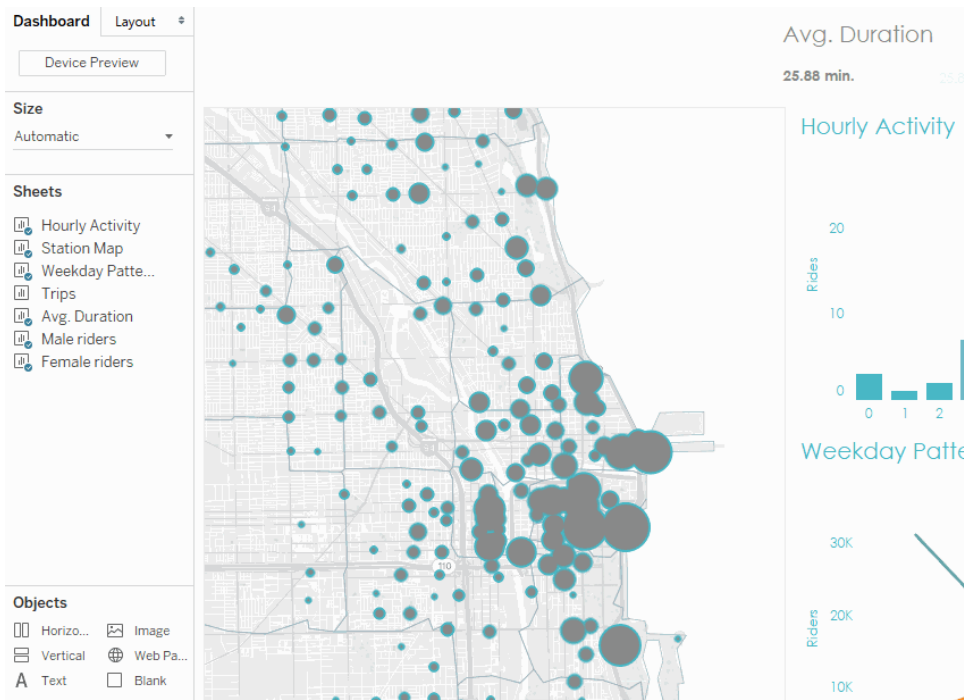 Dashboard
Layout
Device Preview
Size
Automatic
Sheets
Hourly Activity
Station Map
Weekday Patte...
Trips
Avg. Duration
Male riders
Female riders
Objects
Horizo... Image
Vertical Web Pa...
A Text Blank
110
Avg. Duration
25.88 min.
Hourly Activity
20
10
0
Rides
0 1 2
Weekday Patte
30K
20K
10K
Riders